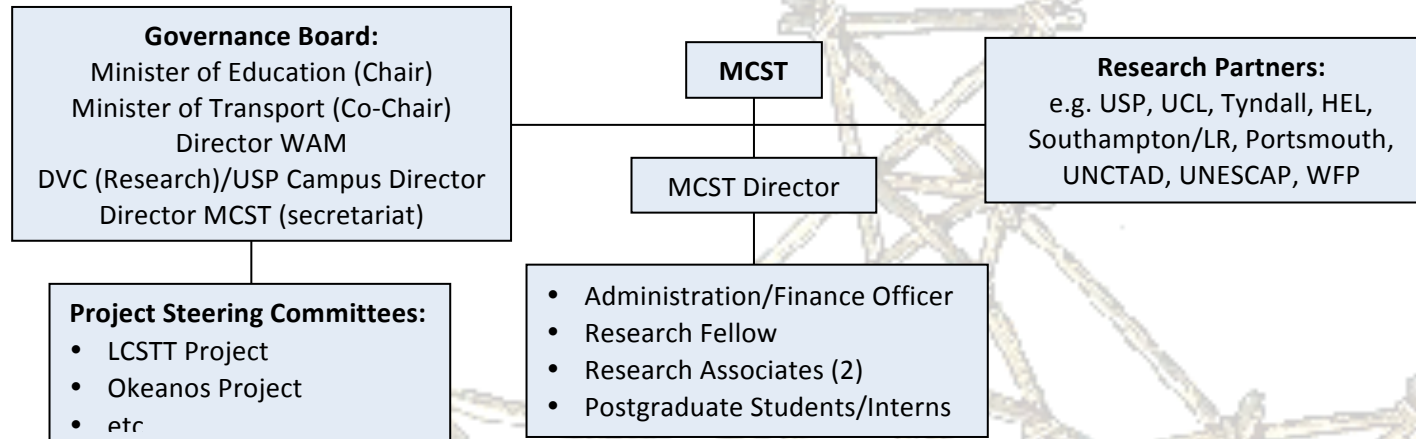 Governance Board:
Minister of Education (Chair)
Minister of Transport (Co-Chair)
Director WAM
DVC (Research)/USP Campus Director
Director MCST (secretariat)
MCST
Research Partners:
e.g. USP, UCL, Tyndall, HEL,
Southampton/LR, Portsmouth,
UNCTAD, UNESCAP, WFP
MCST Director
Project Steering Committees:
• LCSTT Project
• Okeanos Project
• etc
• Administration/Finance Officer
• Research Fellow
• Research Associates (2)
• Postgraduate Students/Interns